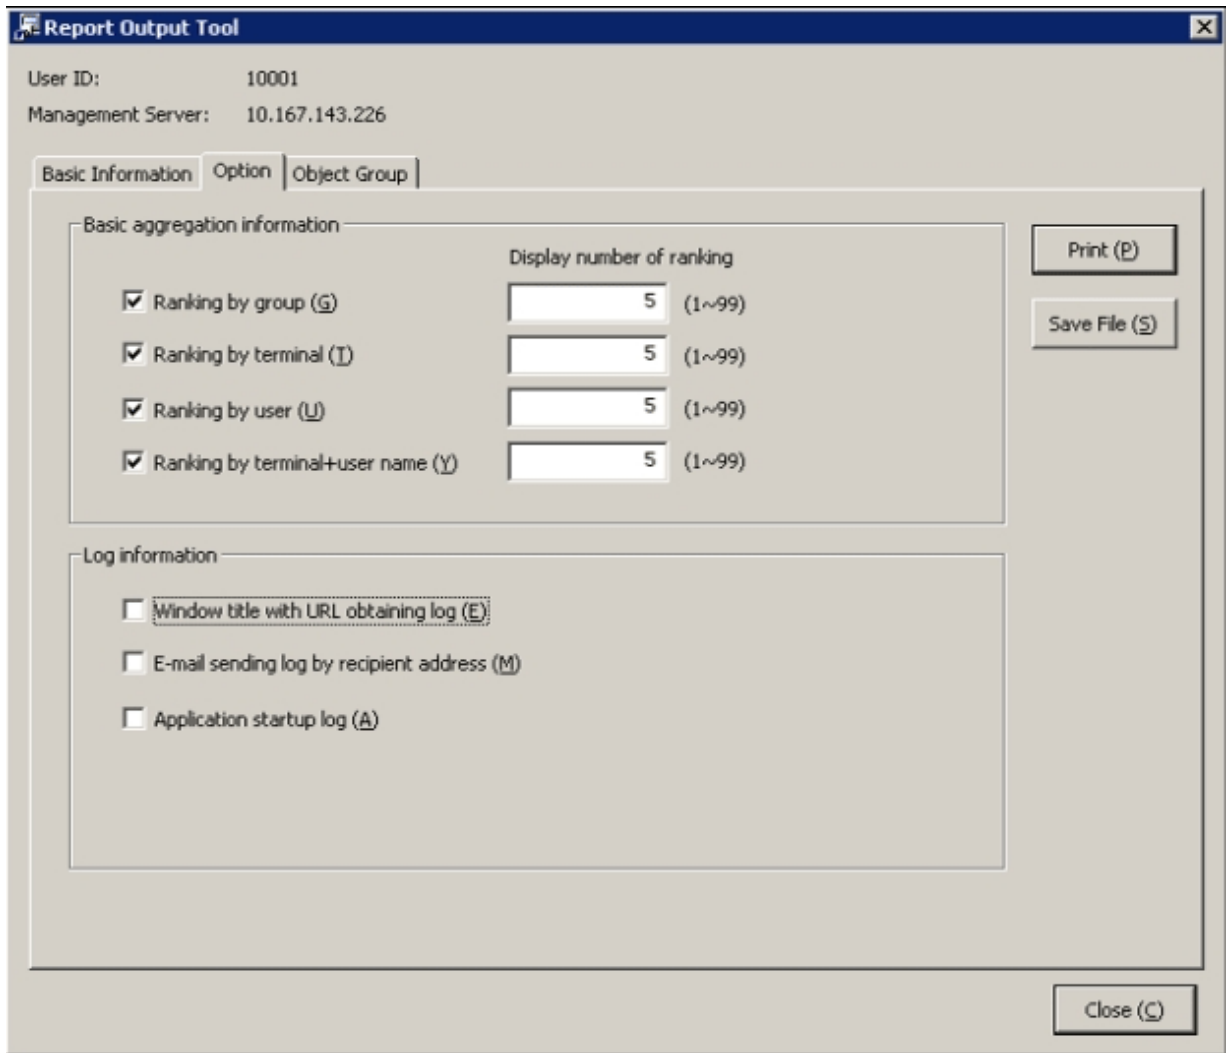 Report Output Tool
User ID: 10001
Management Server: 10.167.143.226
Basic Information Option Object Group
Basic aggregation information
Display number of ranking
Ranking by group (G) 5 (1~99)
Ranking by terminal (T) 5 (1~99)
Ranking by user (U) 5 (1~99)
Ranking by terminal+user name (Y) 5 (1~99)
Print (P)
Save File (S)
Log information
Window title with URL obtaining log (E)
E-mail sending log by recipient address (M)
Application startup log (A)
Close (C)